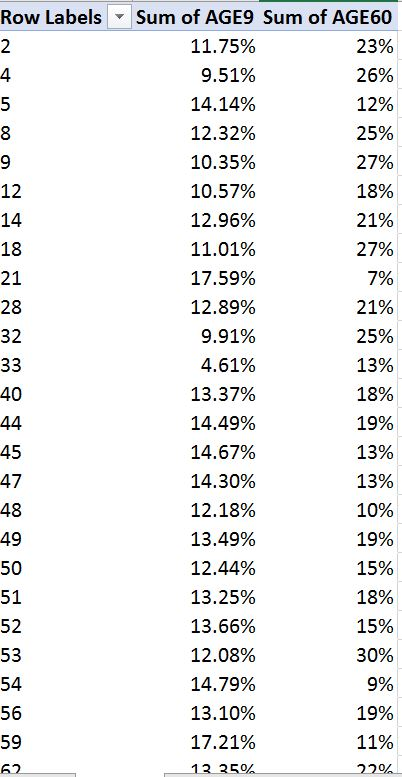 Row Labels Sum of AGE9 Sum of AGE60
2 11.75% 23%
4 9.51% 26%
5 14.14% 12%
8 12.32% 25%
9 10.35% 27%
12 10.57% 18%
14 12.96% 21%
18 11.01% 27%
21 17.59% 7%
28 12.89% 21%
32 9.91% 25%
33 4.61% 13%
40 13.37% 18%
44 14.49% 19%
45 14.67% 13%
47 14.30% 13%
48 12.18% 10%
49 13.49% 19%
50 12.44% 15%
51 13.25% 18%
52 13.66% 15%
53 12.08% 30%
54 14.79% 9%
56 13.10% 19%
59 17.21% 11%
62 13.35% 22%